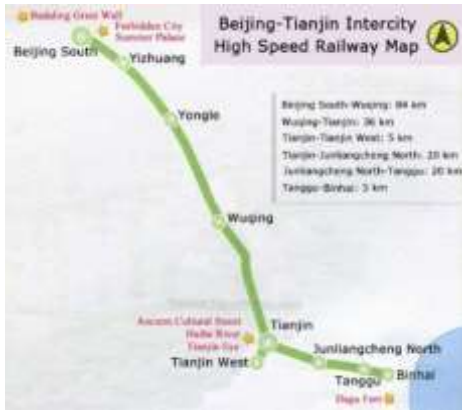 Badaling Great Wall
Forbidden City
Summer Palace
Beijing-Tianjin Intercity
High Speed Railway Map
Beijing South
Yizhuang
Yongle
Beijing South-Wuqing: 84 km
Wuqing-Tianjin: 36 km
Tianjin-Tianjin West: 5 km
Tianjin-Junliangcheng North: 20 km
Junliangcheng North-Tanggu: 20 km
Tanggu-Binhai: 3 km
Wuqing
Ancient Cultural Street
Haihe River
Tianjin Eye
Tianjin
Tianjin West
Junliangcheng North
Tanggu
Binhai
Dagu Fort